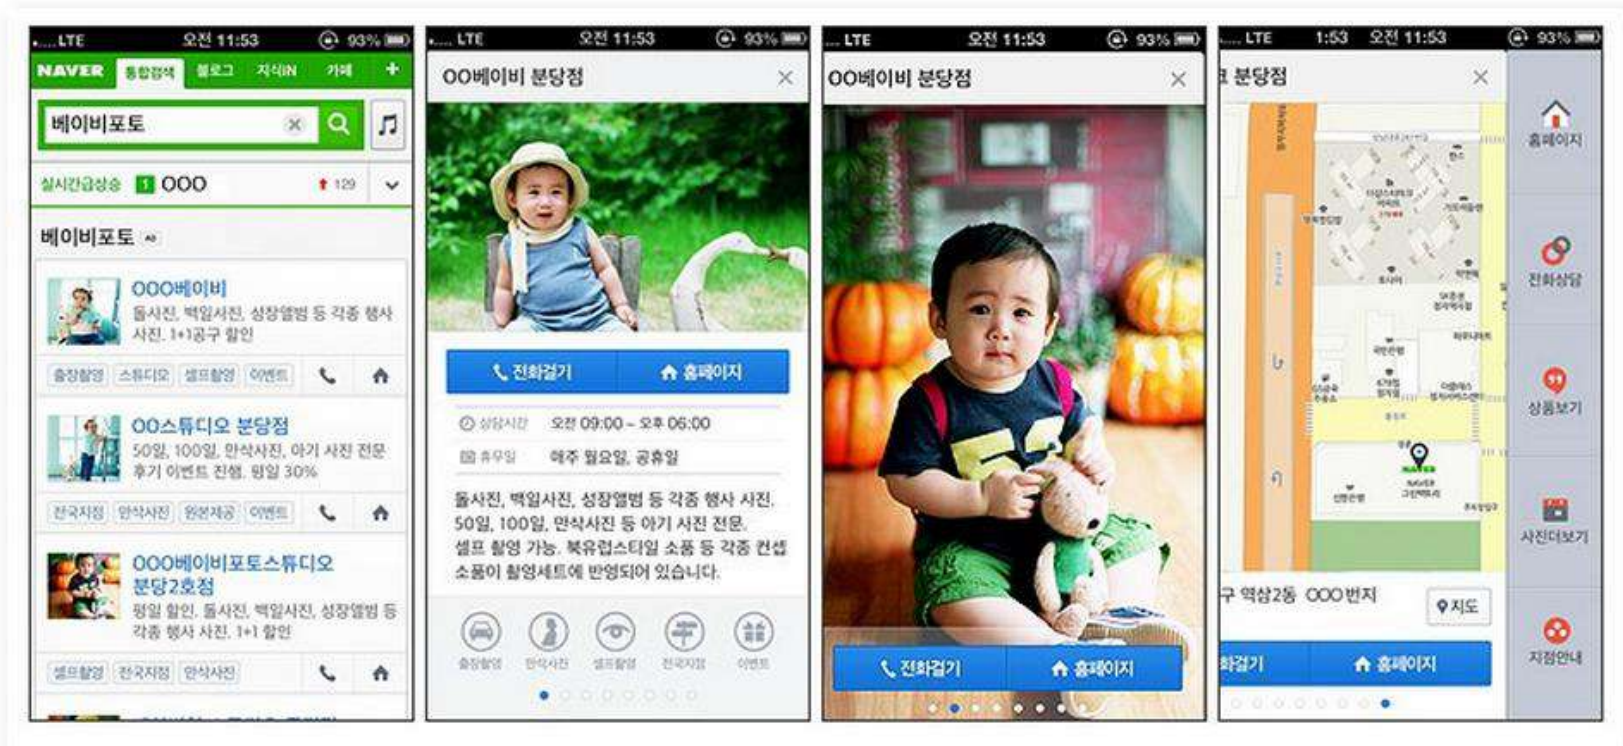 LTE 오전 11:53 93%
NAVER 통합검색 블로그 지식iN 카페 +
베이비포토
실시간급상승 1 OOO 129
베이비포토 AD
OOO베이비
돌사진, 백일사진, 성장앨범 등 각종 행사
사진. 1+1공구 할인
출장촬영 스튜디오 셀프촬영 이벤트
OO스튜디오 분당점
50일, 100일, 만삭사진, 아기 사진 전문
후기 이벤트 진행. 평일 30%
전국지점 만삭사진 원본제공 이벤트
OOO베이비포토스튜디오
분당2호점
평일 할인. 돌사진, 백일사진, 성장앨범 등
각종 행사 사진. 1+1 할인
셀프촬영 전국지점 만삭사진
LTE 오전 11:53 93%
OO베이비 분당점
전화걸기 홈페이지
상담시간 오전 09:00 ~ 오후 06:00
휴무일 매주 월요일, 공휴일
돌사진, 백일사진, 성장앨범 등 각종 행사 사진.
50일, 100일, 만삭사진 등 아기 사진 전문.
셀프 촬영 가능. 북유럽스타일 소품 등 각종 컨셉
소품이 촬영세트에 반영되어 있습니다.
출장촬영 만삭사진 셀프촬영 전국지점 이벤트
LTE 오전 11:53 93%
OO베이비 분당점
전화걸기 홈페이지
LTE 1:53 오전 11:53 93%
분당점
국민은행
신한은행
NAVER
NAVER
그린팩토리
구 역삼2동 OOO번지
지도
화걸기 홈페이지
홈페이지
전화상담
상품보기
사진더보기
지점안내